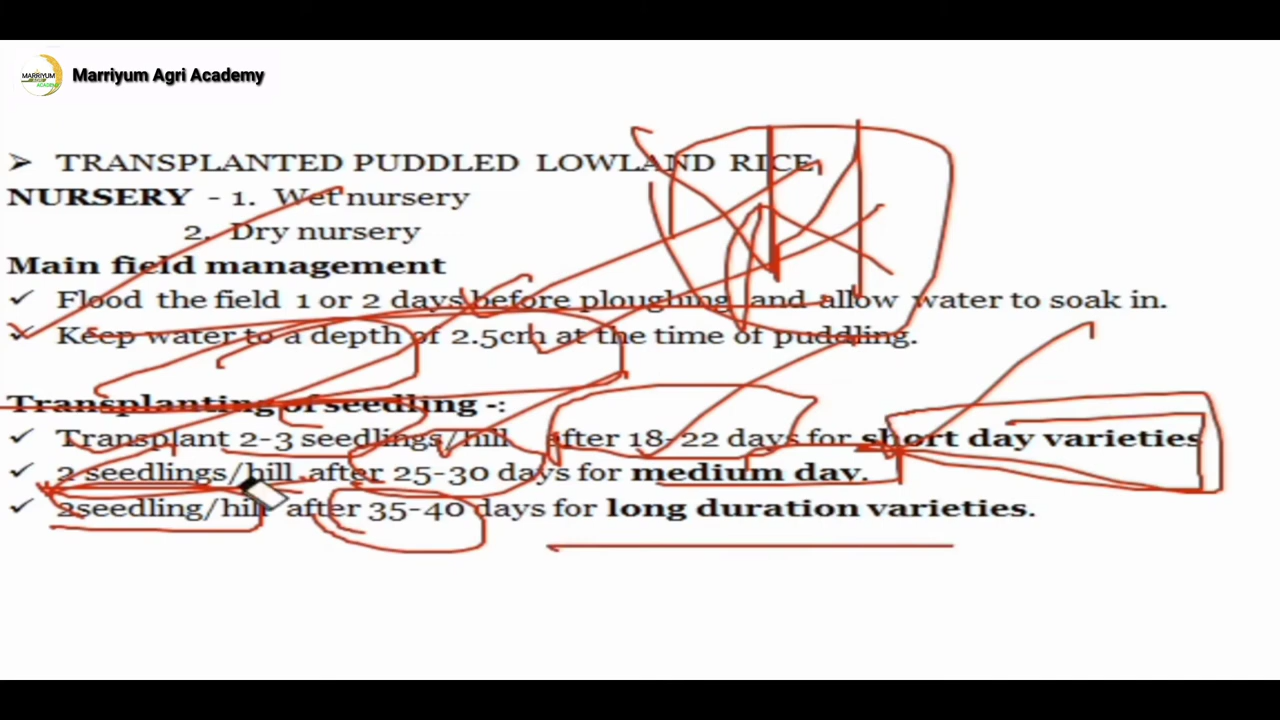 MARRIYUM
ACADEMY
Marriyum Agri Academy
➢ TRANSPLANTED PUDDLED LOWLAND RICE
NURSERY - 1. Wet nursery
2. Dry nursery
Main field management
✓ Flood the field 1 or 2 days before ploughing and allow water to soak in.
✓ Keep water to a depth of 2.5cm at the time of puddling.
Transplanting of seedling -:
✓ Transplant 2-3 seedlings/hill after 18-22 days for short day varieties
✓ 2 seedlings/hill after 25-30 days for medium day.
✓ 2seedling/hill after 35-40 days for long duration varieties.